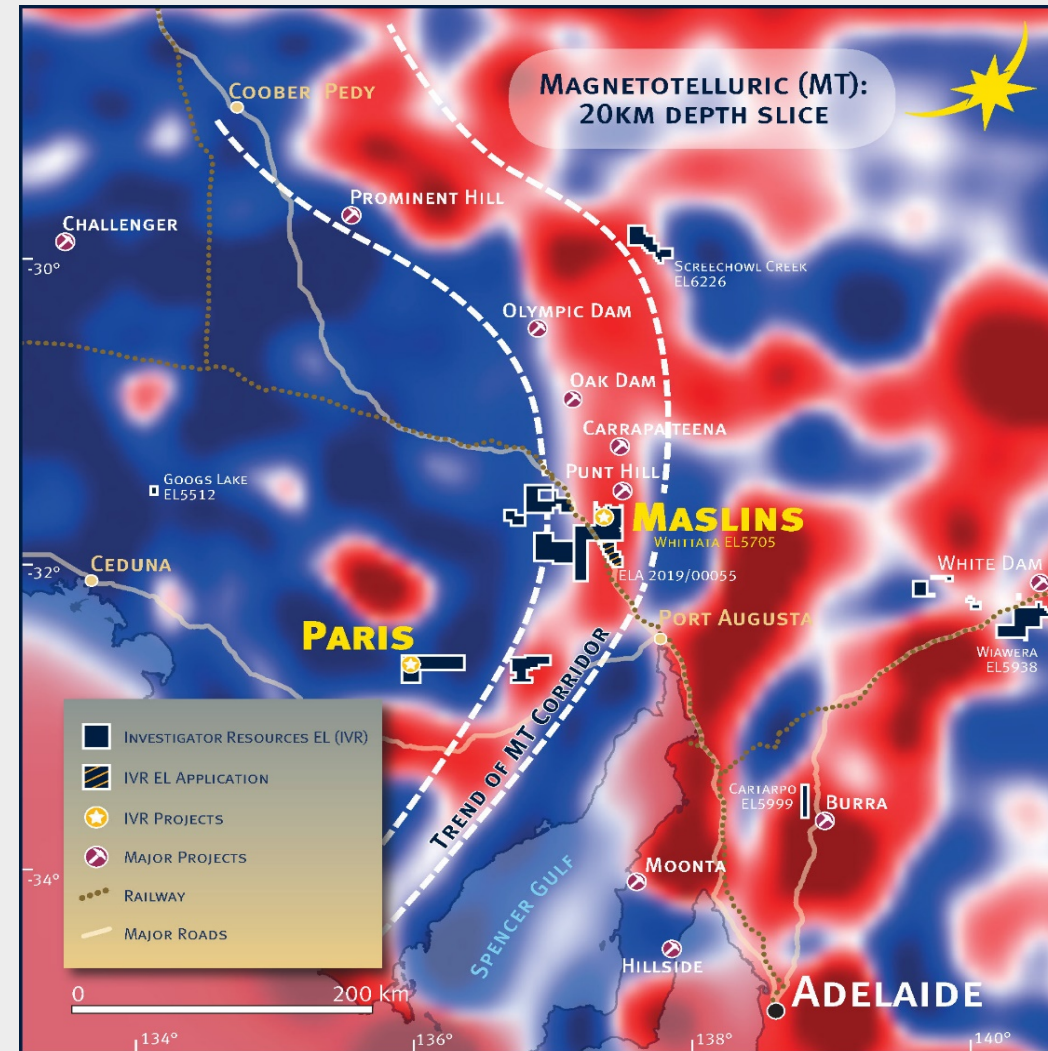 MAGNETOTELLURIC (MT):
20KM DEPTH SLICE
COOBER PEDY
PROMINENT HILL
CHALLENGER
-30°
SCREECHOWL CREEK
EL6226
OLYMPIC DAM
OAK DAM
CARRAPATEENA
PUNT HILL
GOOGS LAKE
EL5512
MASLINS
WHITTATA EL5705
-32°
CEDUNA
ELA 2019/00055
WHITE DAM
PORT AUGUSTA
PARIS
WIAWERA
EL5938
TREND OF MT CORRIDOR
INVESTIGATOR RESOURCES EL (IVR)
IVR EL APPLICATION
IVR PROJECTS
MAJOR PROJECTS
RAILWAY
MAJOR ROADS
CARTARPO
EL5999
BURRA
-34°
MOONTA
SPENCER GULF
HILLSIDE
ADELAIDE
0 200 km
134° 136° 138° 140°